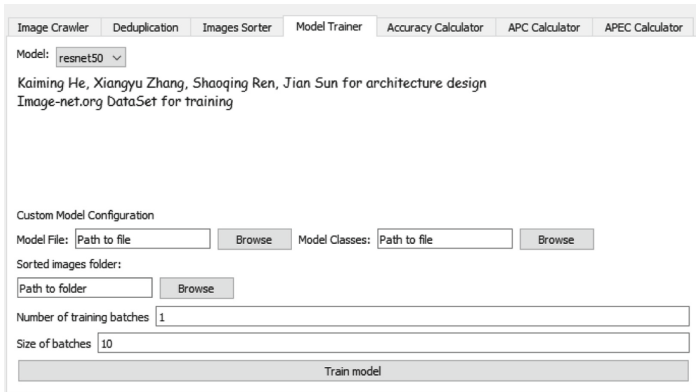 Image Crawler Deduplication Images Sorter Model Trainer Accuracy Calculator APC Calculator APEC Calculator
Model: resnet50
Kaiming He, Xiangyu Zhang, Shaoqing Ren, Jian Sun for architecture design
Image-net.org DataSet for training
Custom Model Configuration
Model File: Path to file Browse Model Classes: Path to file Browse
Sorted images folder:
Path to folder Browse
Number of training batches 1
Size of batches 10
Train model